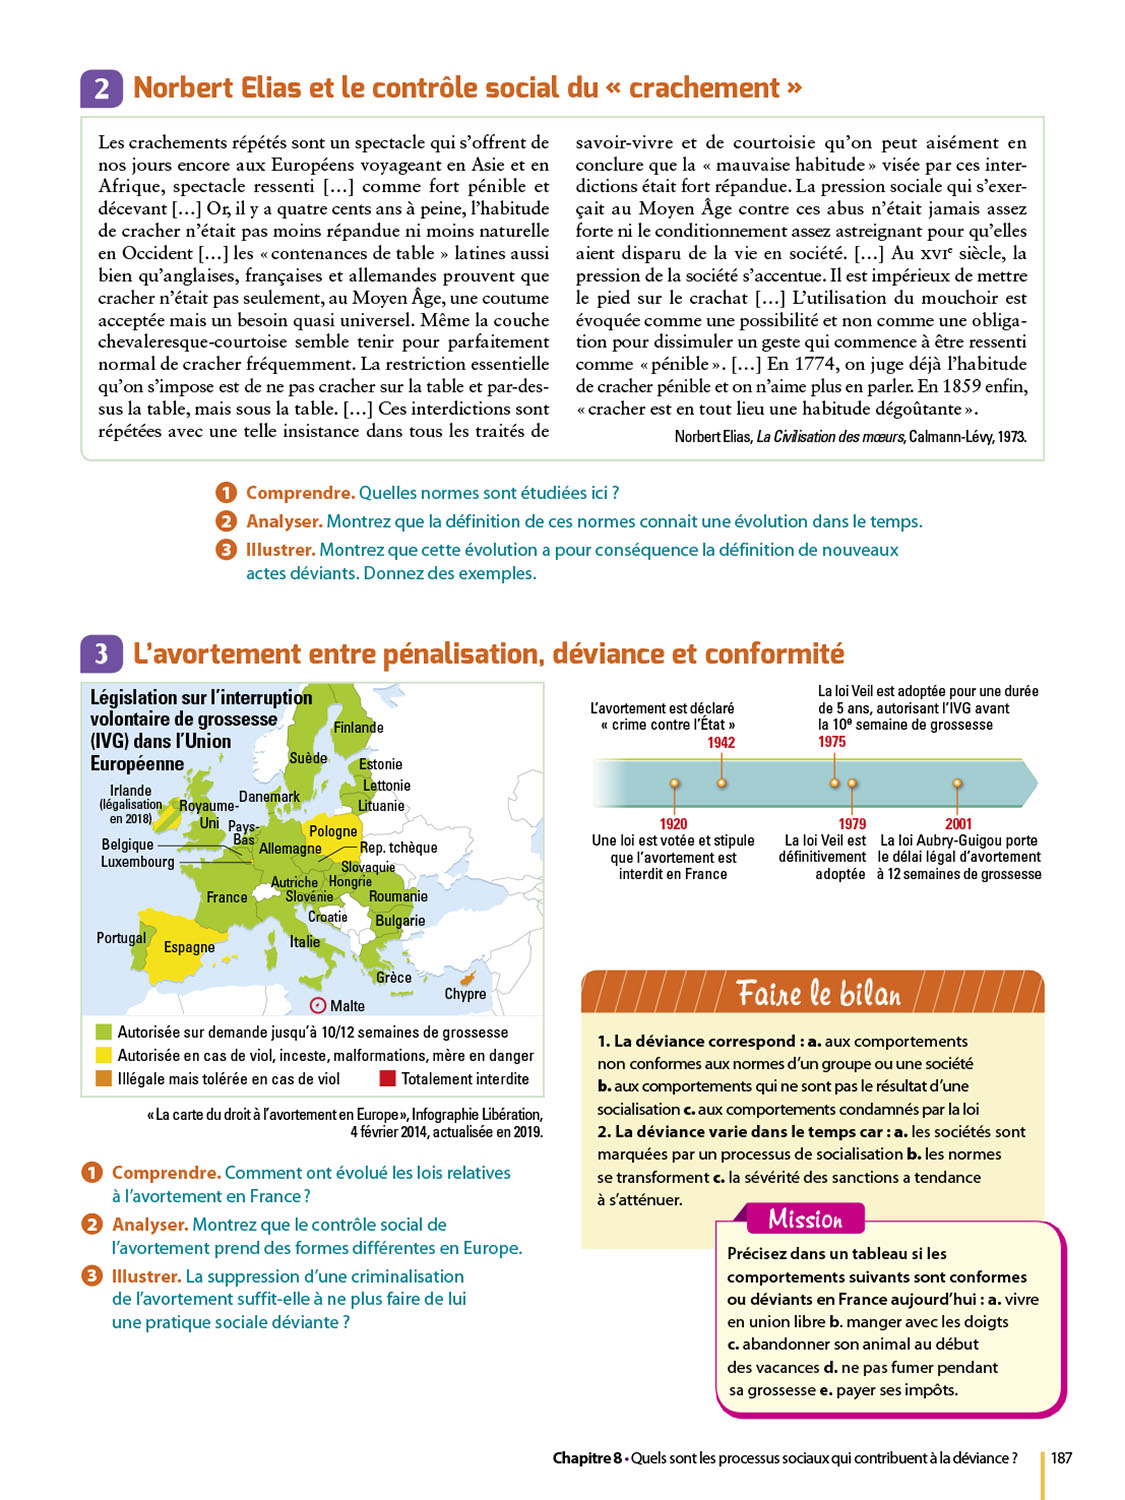 2 Norbert Elias et le contrôle social du « crachement »
Les crachements répétés sont un spectacle qui s’offrent de
nos jours encore aux Européens voyageant en Asie et en
Afrique, spectacle ressenti […] comme fort pénible et
décevant […] Or, il y a quatre cents ans à peine, l’habitude
de cracher n’était pas moins répandue ni moins naturelle
en Occident […] les « contenances de table » latines aussi
bien qu’anglaises, françaises et allemandes prouvent que
cracher n’était pas seulement, au Moyen Âge, une coutume
acceptée mais un besoin quasi universel. Même la couche
chevaleresque-courtoise semble tenir pour parfaitement
normal de cracher fréquemment. La restriction essentielle
qu’on s’impose est de ne pas cracher sur la table et par-des-
sus la table, mais sous la table. […] Ces interdictions sont
répétées avec une telle insistance dans tous les traités de
savoir-vivre et de courtoisie qu’on peut aisément en
conclure que la « mauvaise habitude » visée par ces inter-
dictions était fort répandue. La pression sociale qui s’exer-
çait au Moyen Âge contre ces abus n’était jamais assez
forte ni le conditionnement assez astreignant pour qu’elles
aient disparu de la vie en société. […] Au XVIe siècle, la
pression de la société s’accentue. Il est impérieux de mettre
le pied sur le crachat […] L’utilisation du mouchoir est
évoquée comme une possibilité et non comme une obliga-
tion pour dissimuler un geste qui commence à être ressenti
comme « pénible ». […] En 1774, on juge déjà l’habitude
de cracher pénible et on n’aime plus en parler. En 1859 enfin,
« cracher est en tout lieu une habitude dégoûtante ».
Norbert Elias, La Civilisation des mœurs, Calmann-Lévy, 1973.
1 Comprendre. Quelles normes sont étudiées ici ?
2 Analyser. Montrez que la définition de ces normes connait une évolution dans le temps.
3 Illustrer. Montrez que cette évolution a pour conséquence la définition de nouveaux
actes déviants. Donnez des exemples.
3 L’avortement entre pénalisation, déviance et conformité
Législation sur l’interruption
volontaire de grossesse
(IVG) dans l’Union
Européenne
Finlande
Suède
Estonie
Lettonie
Lituanie
Irlande
(légalisation
en 2018)
Royaume-
Uni
Danemark
Pays-
Bas
Belgique
Luxembourg
Allemagne
Pologne
Rep. tchèque
Slovaquie
Autriche
Hongrie
France
Slovénie
Roumanie
Croatie
Bulgarie
Portugal
Espagne
Italie
Grèce
Chypre
Malte
Autorisée sur demande jusqu’à 10/12 semaines de grossesse
Autorisée en cas de viol, inceste, malformations, mère en danger
Illégale mais tolérée en cas de viol
Totalement interdite
« La carte du droit à l’avortement en Europe », Infographie Libération,
4 février 2014, actualisée en 2019.
L’avortement est déclaré
« crime contre l’État »
1942
La loi Veil est adoptée pour une durée
de 5 ans, autorisant l’IVG avant
la 10e semaine de grossesse
1975
1920
Une loi est votée et stipule
que l’avortement est
interdit en France
1979
La loi Veil est
définitivement
adoptée
2001
La loi Aubry-Guigou porte
le délai légal d’avortement
à 12 semaines de grossesse
1 Comprendre. Comment ont évolué les lois relatives
à l’avortement en France ?
2 Analyser. Montrez que le contrôle social de
l’avortement prend des formes différentes en Europe.
3 Illustrer. La suppression d’une criminalisation
de l’avortement suffit-elle à ne plus faire de lui
une pratique sociale déviante ?
Faire le bilan
1. La déviance correspond : a. aux comportements
non conformes aux normes d’un groupe ou une société
b. aux comportements qui ne sont pas le résultat d’une
socialisation c. aux comportements condamnés par la loi
2. La déviance varie dans le temps car : a. les sociétés sont
marquées par un processus de socialisation b. les normes
se transforment c. la sévérité des sanctions a tendance
à s’atténuer.
Mission
Précisez dans un tableau si les
comportements suivants sont conformes
ou déviants en France aujourd’hui : a. vivre
en union libre b. manger avec les doigts
c. abandonner son animal au début
des vacances d. ne pas fumer pendant
sa grossesse e. payer ses impôts.
Chapitre 8 • Quels sont les processus sociaux qui contribuent à la déviance ? 187